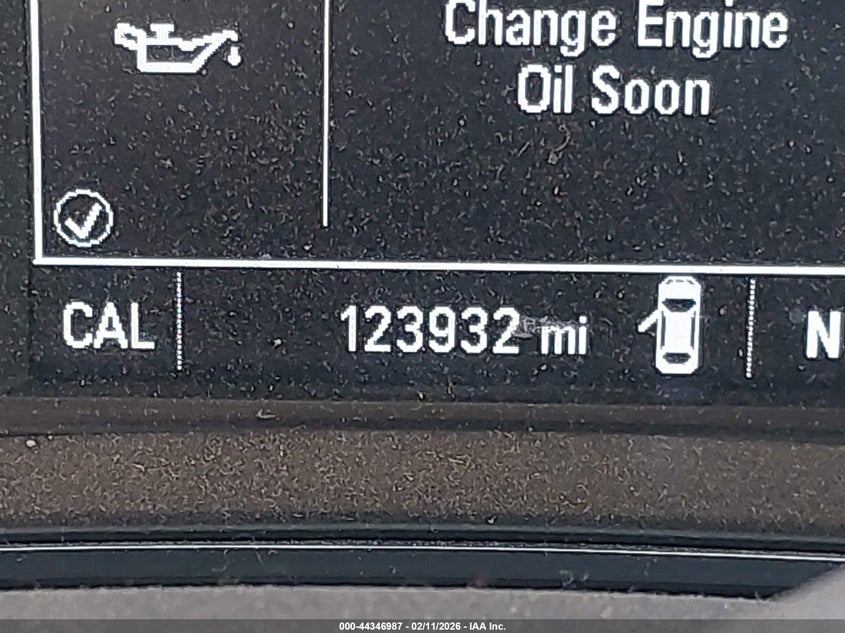 Change Engine
Oil Soon
CAL 123932 mi N
000-44346987 - 02/11/2026 - IAA Inc.